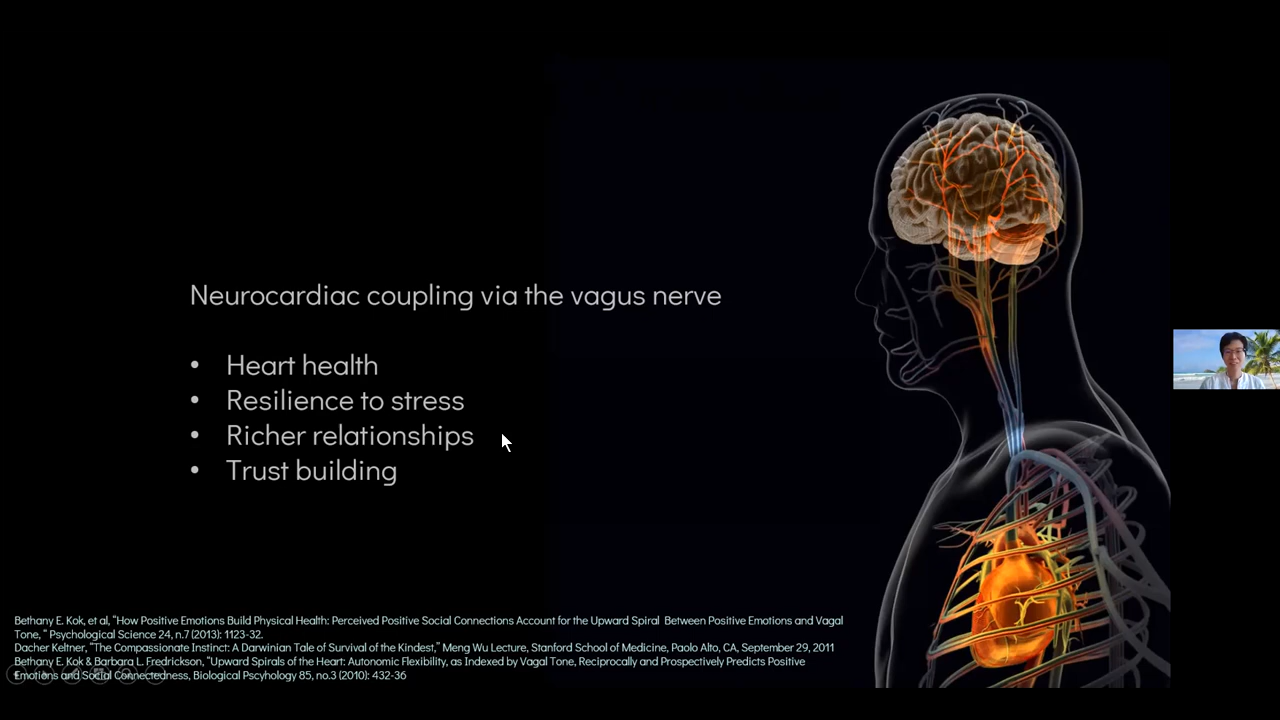 Neurocardiac coupling via the vagus nerve
• Heart health
• Resilience to stress
• Richer relationships
• Trust building
Bethany E. Kok, et al, “How Positive Emotions Build Physical Health: Perceived Positive Social Connections Account for the Upward Spiral Between Positive Emotions and Vagal
Tone, “ Psychological Science 24, n.7 (2013): 1123-32.
Dacher Keltner, “The Compassionate Instinct: A Darwinian Tale of Survival of the Kindest,” Meng Wu Lecture, Stanford School of Medicine, Paolo Alto, CA, September 29, 2011
Bethany E. Kok & Barbara L. Fredrickson, “Upward Spirals of the Heart: Autonomic Flexibility, as Indexed by Vagal Tone, Reciprocally and Prospectively Predicts Positive
Emotions and Social Connectedness, Biological Pscyhology 85, no.3 (2010): 432-36